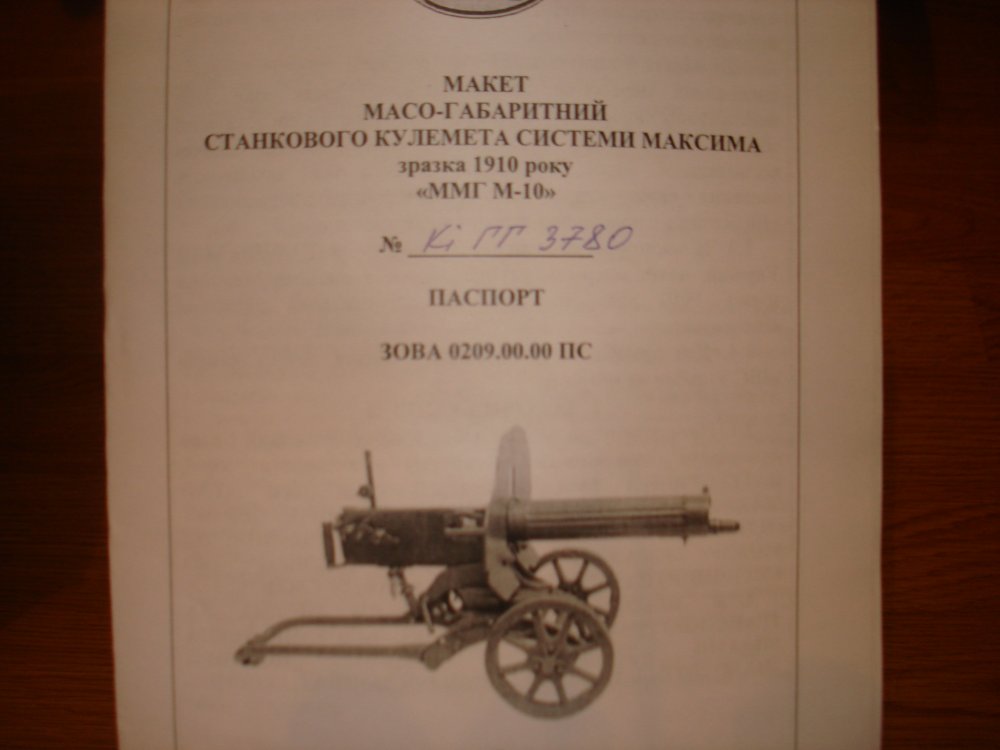 МАКЕТ
МАСО-ГАБАРИТНИЙ
СТАНКОВОГО КУЛЕМЕТА СИСТЕМИ МАКСИМА
зразка 1910 року
«ММГ М-10»
№ Кі ГГ 3780
ПАСПОРТ
ЗОВА 0209.00.00 ПС